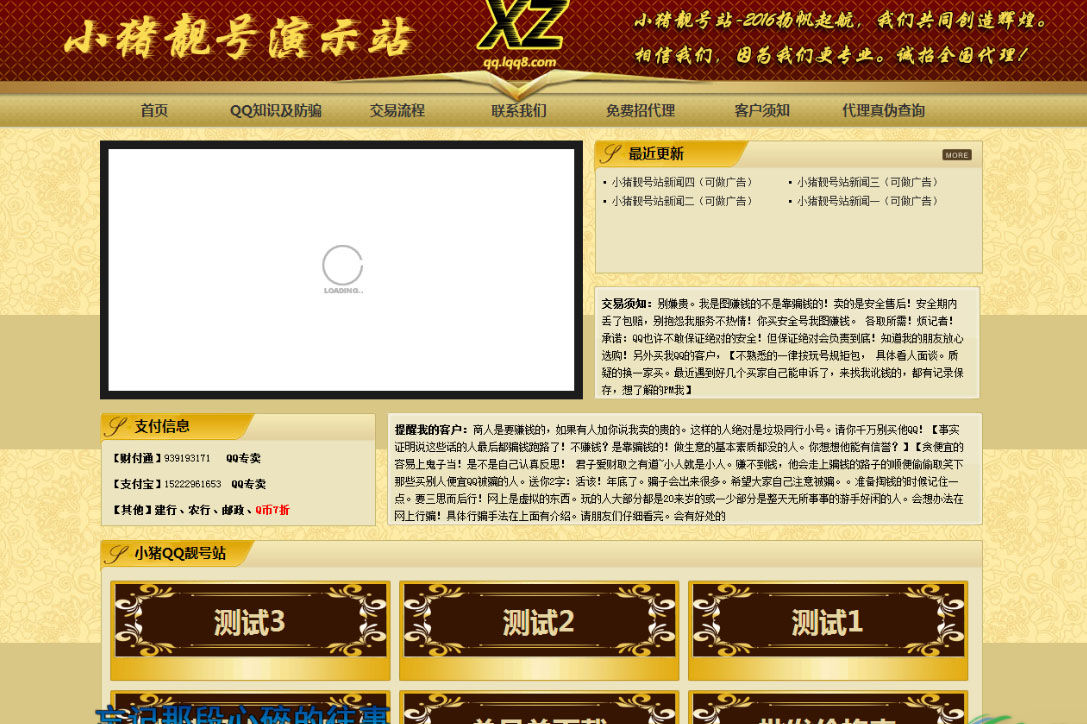 小猪靓号演示站
XZ
qq.lqq8.com
小猪靓号站-2016扬帆起航，我们共同创造辉煌。
相信我们，因为我们更专业。诚招全国代理！
首页 QQ知识及防骗 交易流程 联系我们 免费招代理 客户须知 代理真伪查询
LOADING..
最近更新
MORE
小猪靓号站新闻四（可做广告） 小猪靓号站新闻三（可做广告）
小猪靓号站新闻二（可做广告） 小猪靓号站新闻一（可做广告）
交易须知：别嫌贵。我是图赚钱的不是靠骗钱的！卖的是安全售后！安全期内
丢了包赔，别抱怨我服务不热情！你买安全号我图赚钱。 各取所需！烦记者！
承诺：QQ也许不敢保证绝对的安全！但保证绝对会负责到底！知道我的朋友放心
选购！另外买我QQ的客户，【不熟悉的一律按玩号规矩包， 具体看人面谈。质
疑的换一家买。最近遇到好几个买家自己能申诉了，来找我讹钱的，都有记录保
存，想了解的PM我】
支付信息
【财付通】939193171 QQ专卖
【支付宝】15222961653 QQ专卖
【其他】建行、农行、邮政、Q币7折
提醒我的客户：商人是要赚钱的，如果有人加你说我卖的贵的。这样的人绝对是垃圾同行小号。请你千万别买他QQ！【事实
证明说这些话的人最后都骗钱跑路了！不赚钱？是靠骗钱的！做生意的基本素质都没的人。你想想他能有信誉？】【贪便宜的
容易上鬼子当！是不是自己认真反思！ 君子爱财取之有道~小人就是小人。赚不到钱，他会走上骗钱的路子的顺便偷偷取笑下
那些买别人便宜QQ被骗的人。送你2字：活该！年底了。骗子会出来很多。希望大家自己注意被骗。。准备掏钱的时候记住一
点。要三思而后行！网上是虚拟的东西。玩的人大部分都是20来岁的或一少部分是整天无所事事的游手好闲的人。会想办法在
网上行骗！具体行骗手法在上面有介绍。请朋友们仔细看完。会有好处的
小猪QQ靓号站
测试3 测试2 测试1
忘记那段心碎的往事